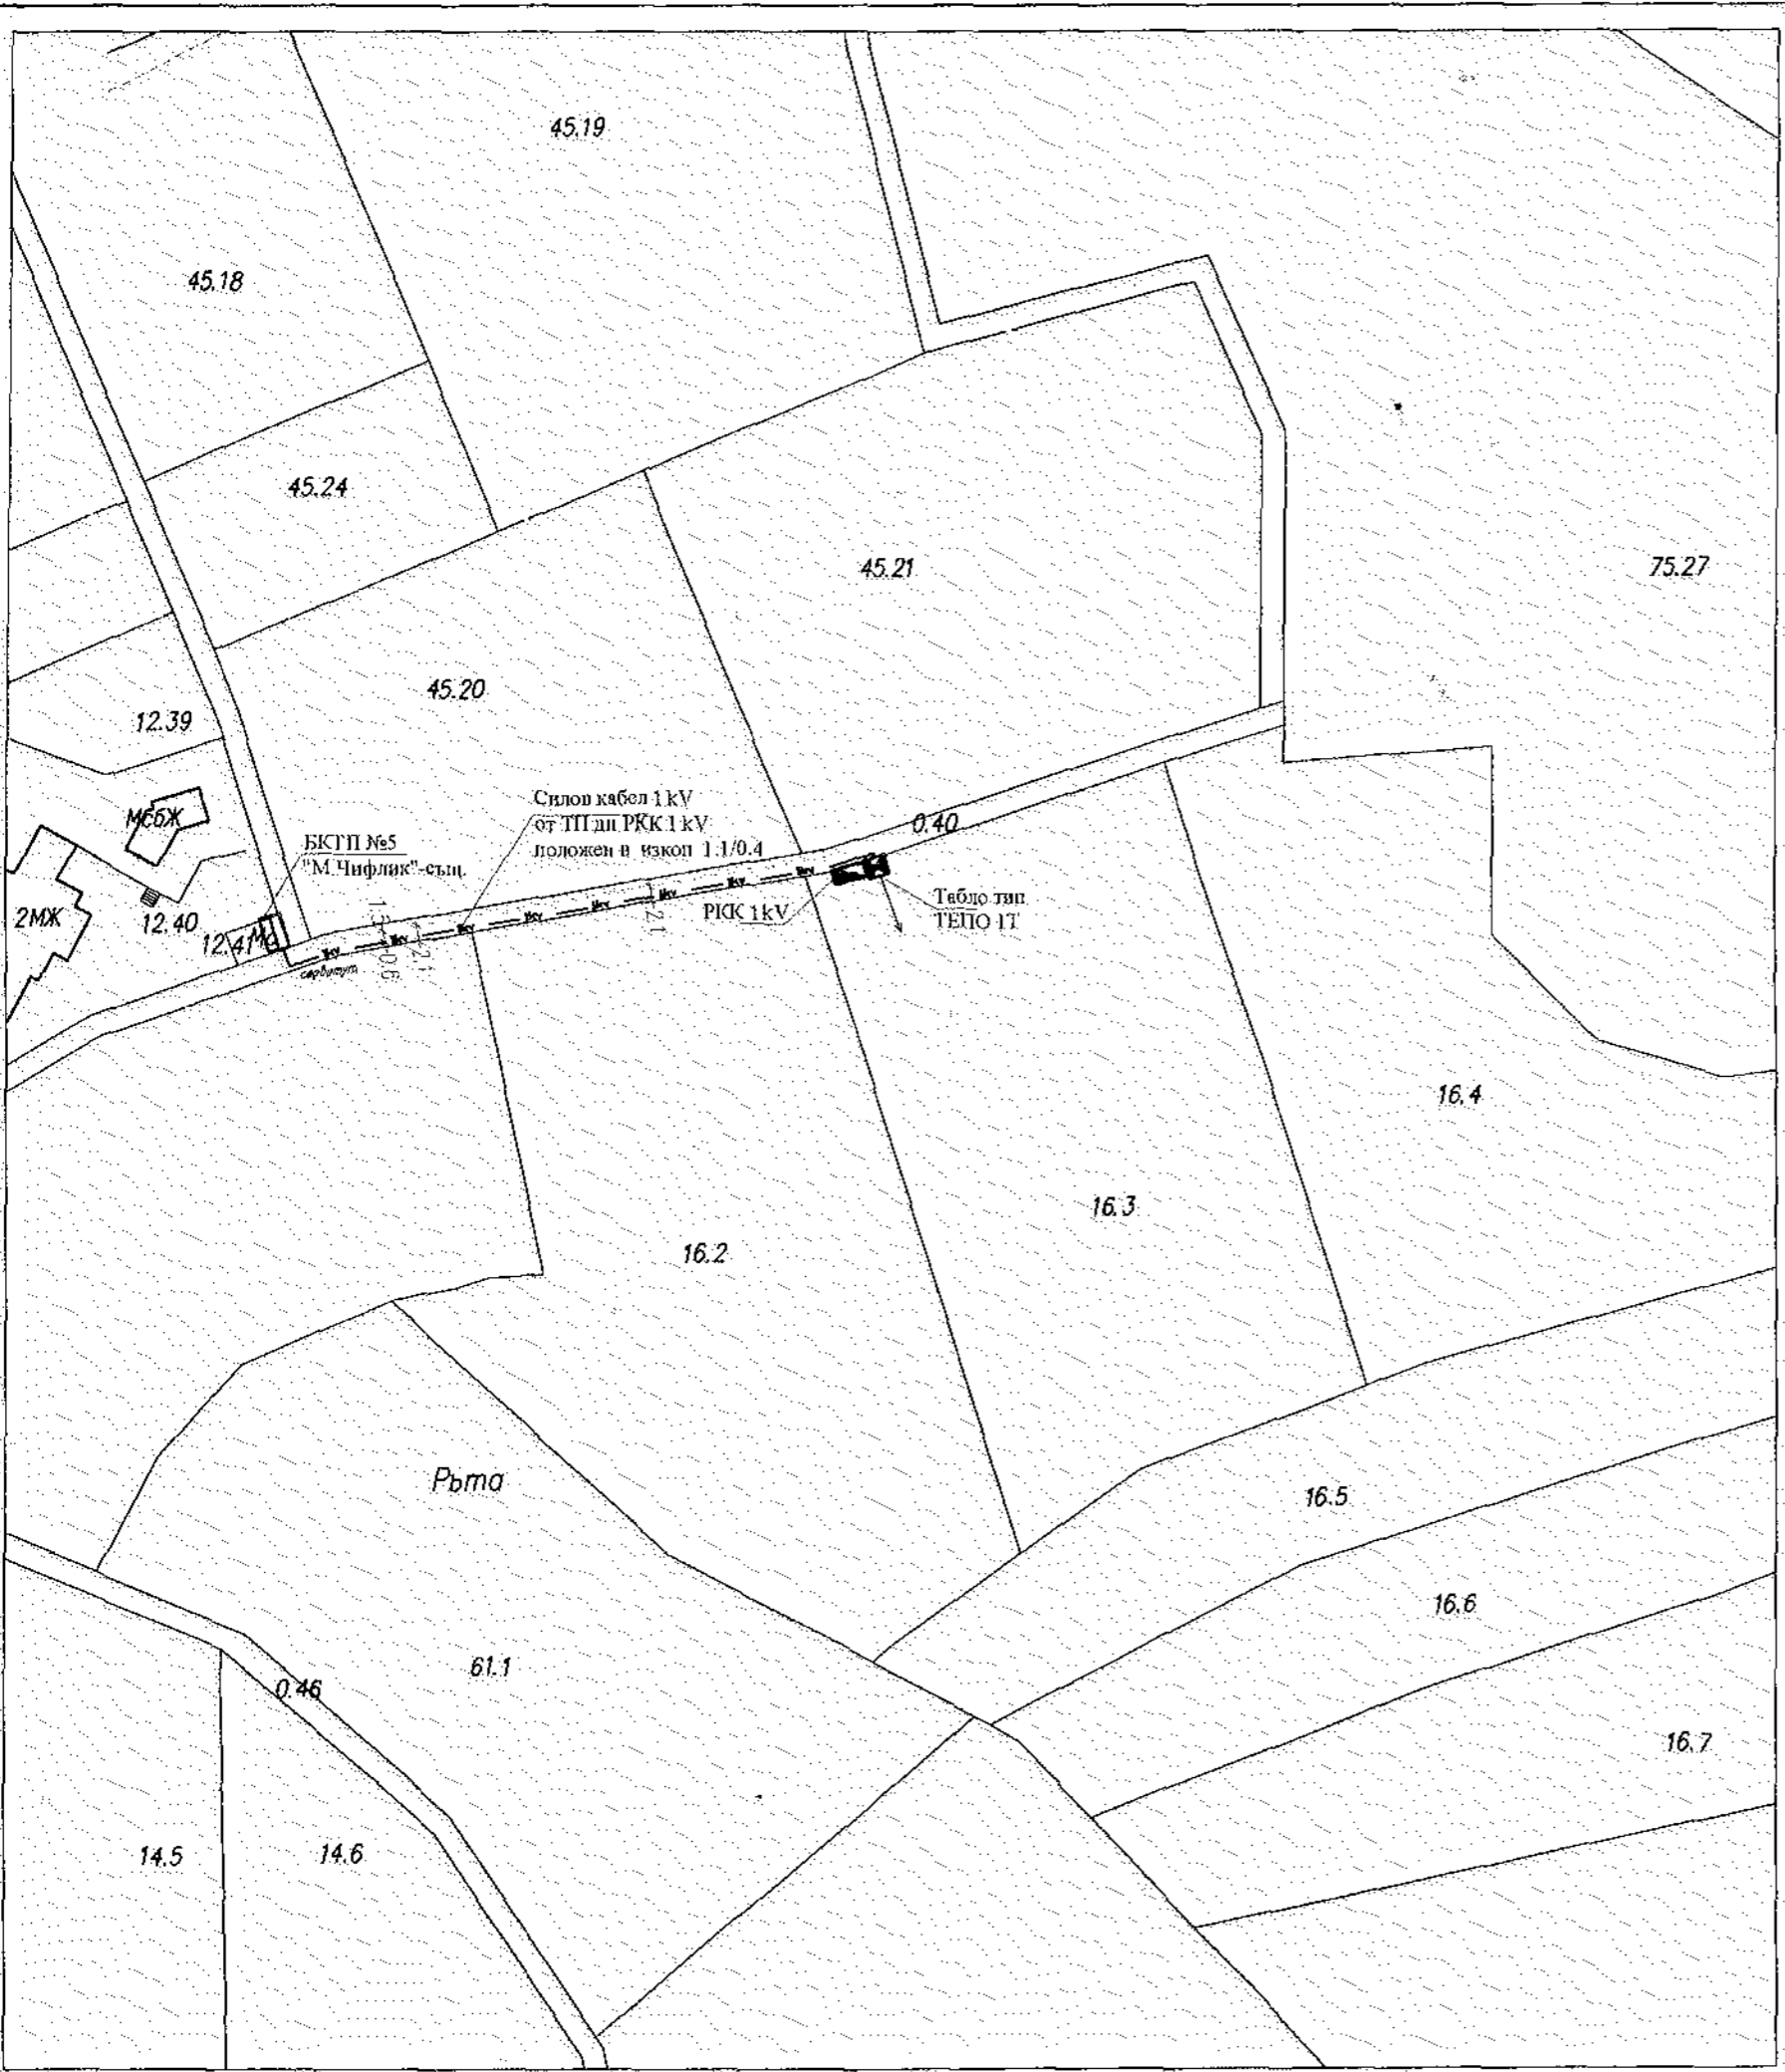 45.19
45.18
45.24
45.21
75.27
45.20
12.39
Силов кабел 1 kV
от ТП дп РКК 1 kV
положен в изкоп 1.1/0.4
МСбЖ
0.40
БКТП №5
"М.Чифлик"-същ.
Табло тип
ТЕПО 1Т
РКК 1 kV
2МЖ
12.40
12.41
2.1
2.1
0.6
сервитут
16.4
16.3
16.2
Рьта
16.5
16.6
61.1
0.46
16.7
14.5
14.6